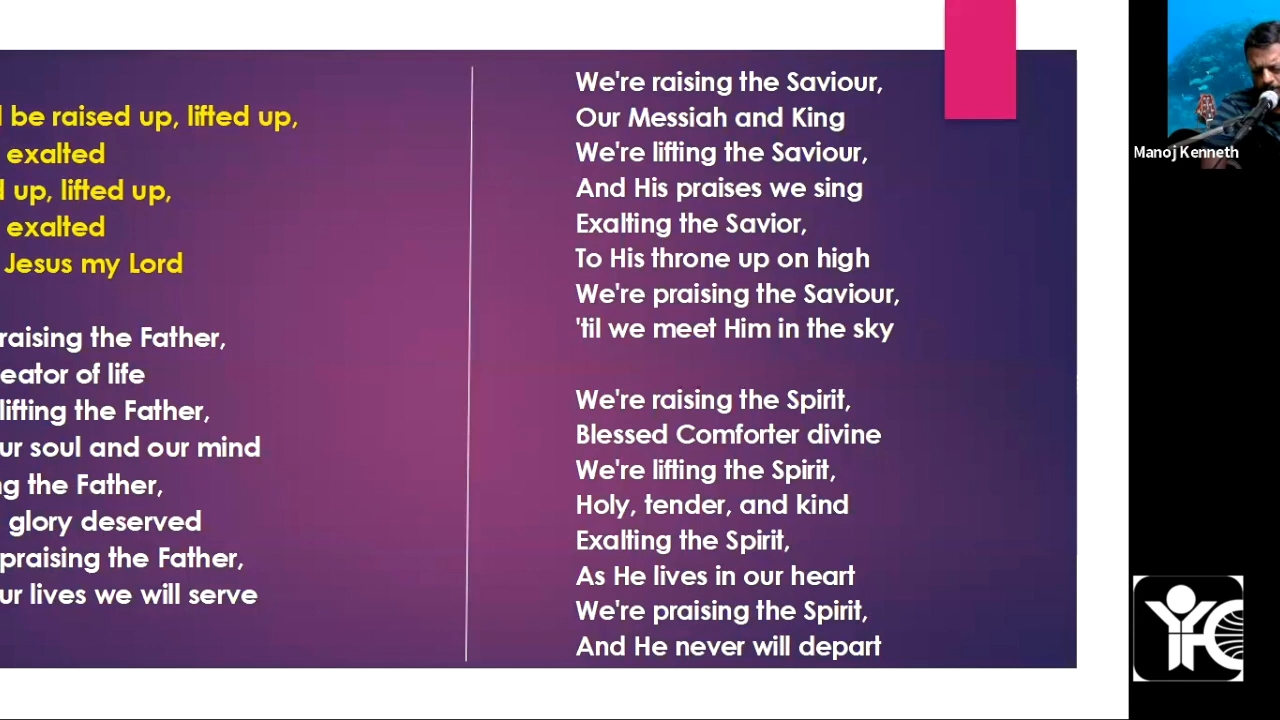 be raised up, lifted up,
exalted
up, lifted up,
exalted
Jesus my Lord
raising the Father,
of life
lifting the Father,
soul and our mind
the Father,
glory deserved
praising the Father,
lives we will serve
We're raising the Saviour,
Our Messiah and King
We're lifting the Saviour,
And His praises we sing
Exalting the Savior,
To His throne up on high
We're praising the Saviour,
'til we meet Him in the sky
We're raising the Spirit,
Blessed Comforter divine
We're lifting the Spirit,
Holy, tender, and kind
Exalting the Spirit,
As He lives in our heart
We're praising the Spirit,
And He never will depart
Manoj Kenneth
YFC